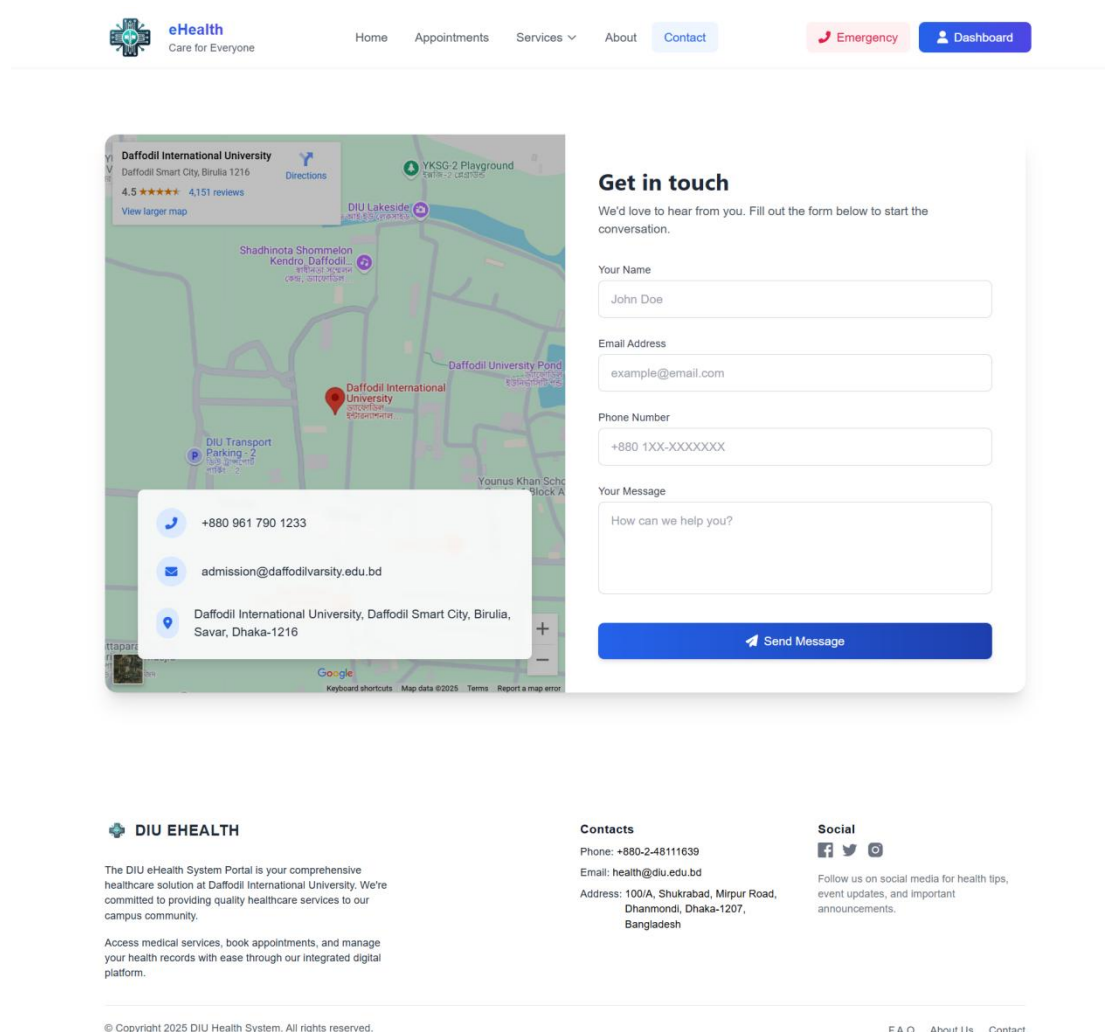 eHealth
Care for Everyone
Home
Appointments
Services
About
Contact
Emergency
Dashboard
Daffodil International University
Daffodil Smart City, Birulia 1216
4.5
4,151 reviews
View larger map
Directions
YKSG-2 Playground
DIU Lakeside
Shadhinota Shommelon
Kendro, Daffodil...
স্বাধীনতা সম্মেলন
কেন্দ্র, ড্যাফোডিল...
Daffodil University Pond
Daffodil International
University
ড্যাফোডিল
ইন্টারন্যাশনাল...
DIU Transport
Parking - 2
Younus Khan Scho
Block A
+880 961 790 1233
admission@daffodilvarsity.edu.bd
Daffodil International University, Daffodil Smart City, Birulia,
Savar, Dhaka-1216
Google
Keyboard shortcuts
Map data ©2025
Terms
Report a map error
Get in touch
We'd love to hear from you. Fill out the form below to start the
conversation.
Your Name
John Doe
Email Address
example@email.com
Phone Number
+880 1XX-XXXXXXX
Your Message
How can we help you?
Send Message
DIU EHEALTH
The DIU eHealth System Portal is your comprehensive
healthcare solution at Daffodil International University. We're
committed to providing quality healthcare services to our
campus community.
Access medical services, book appointments, and manage
your health records with ease through our integrated digital
platform.
Contacts
Phone: +880-2-48111639
Email: health@diu.edu.bd
Address: 100/A, Shukrabad, Mirpur Road,
Dhanmondi, Dhaka-1207,
Bangladesh
Social
Follow us on social media for health tips,
event updates, and important
announcements.
© Copyright 2025 DIU Health System. All rights reserved.
F.A.Q
About Us
Contact